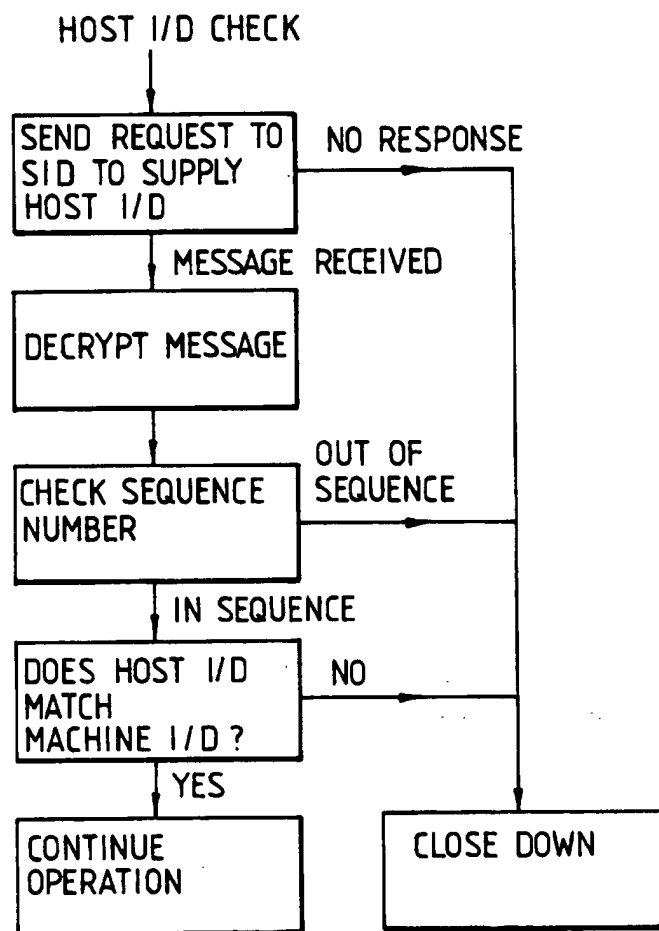 HOST I/D CHECK
SEND REQUEST TO
SID TO SUPPLY
HOST I/D
NO RESPONSE
MESSAGE RECEIVED
DECRYPT MESSAGE
CHECK SEQUENCE
NUMBER
OUT OF
SEQUENCE
IN SEQUENCE
DOES HOST I/D
MATCH
MACHINE I/D ?
NO
YES
CONTINUE
OPERATION
CLOSE DOWN